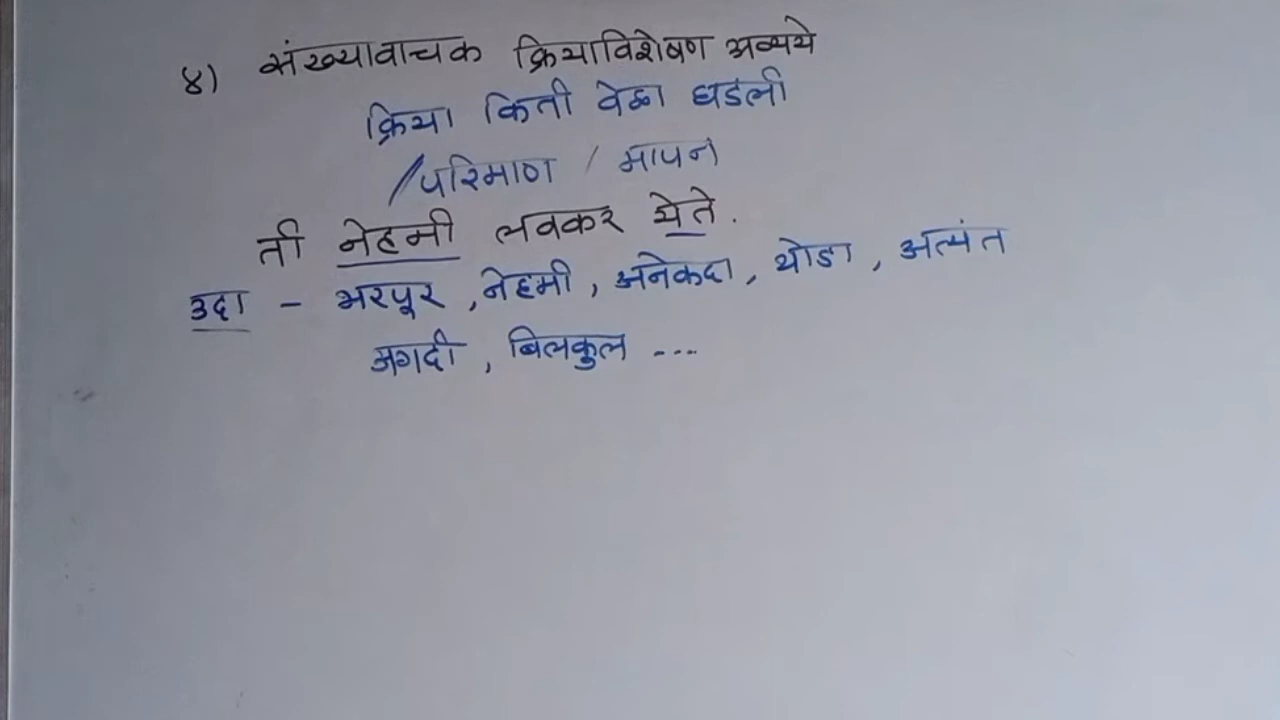 ४) संख्यावाचक क्रियाविशेषण अव्यये
क्रिया किती वेळा घडली
/परिमाण / मापन
ती नेहमी लवकर येते.
उदा - भरपूर , नेहमी , अनेकदा , थोडा , अत्यंत
अगदी , बिलकुल ----